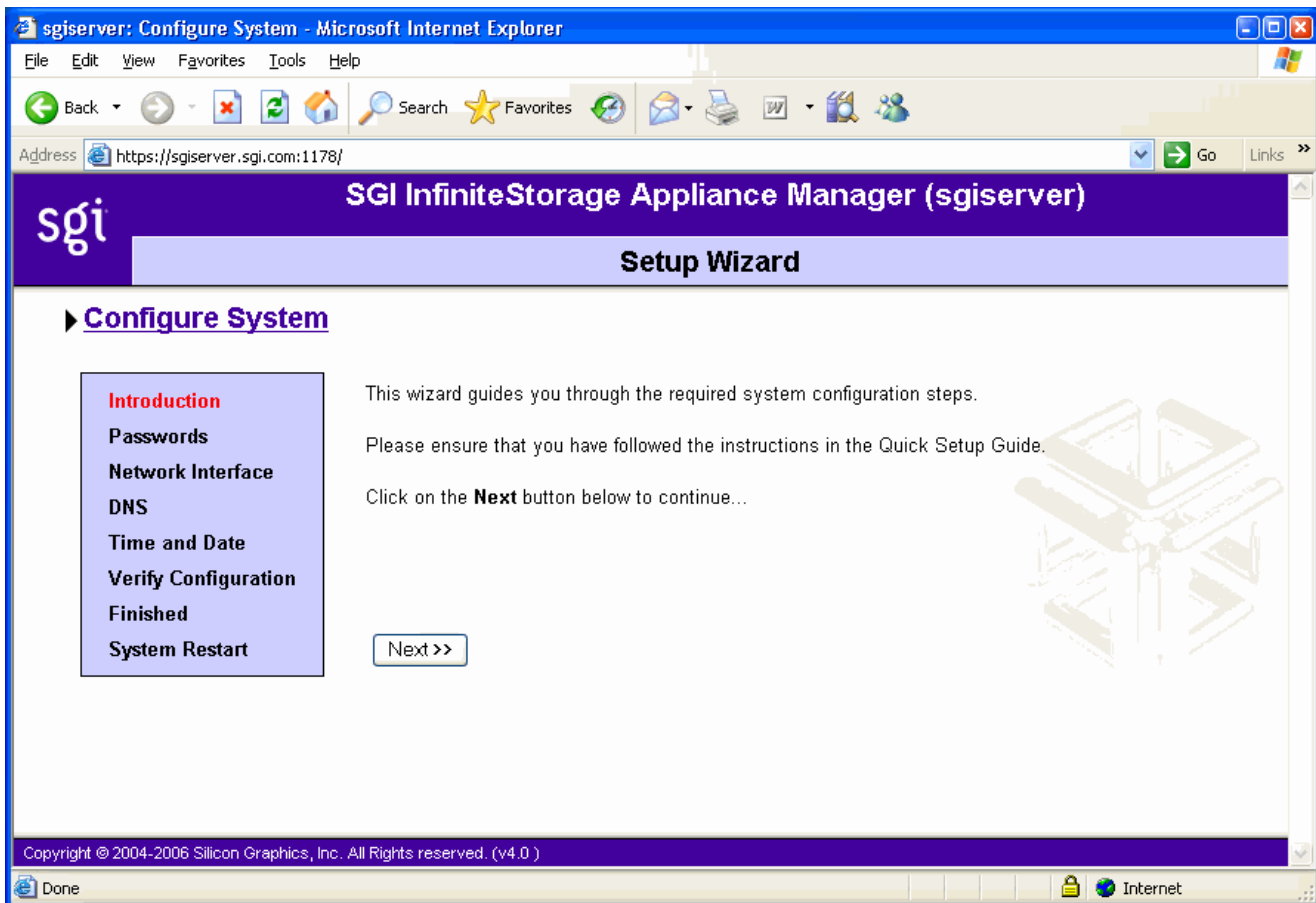 sgiserver: Configure System - Microsoft Internet Explorer
File Edit View Favorites Tools Help
Back Search Favorites
Address https://sgiserver.sgi.com:1178/ Go Links »
sgi
SGI InfiniteStorage Appliance Manager (sgiserver)
Setup Wizard
Configure System
Introduction
Passwords
Network Interface
DNS
Time and Date
Verify Configuration
Finished
System Restart
This wizard guides you through the required system configuration steps.
Please ensure that you have followed the instructions in the Quick Setup Guide.
Click on the Next button below to continue...
Next >>
Copyright © 2004-2006 Silicon Graphics, Inc. All Rights reserved. (v4.0 )
Done Internet